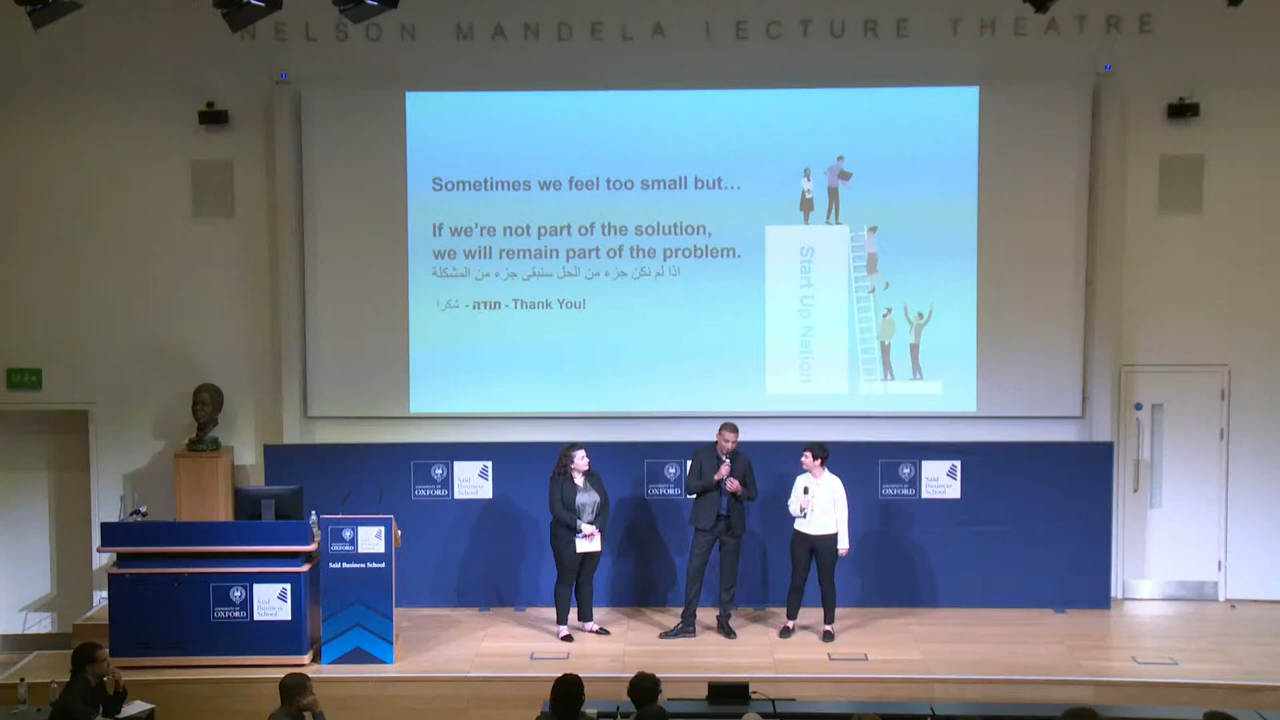 NELSON MANDELA LECTURE THEATRE
Sometimes we feel too small but…
If we're not part of the solution,
we will remain part of the problem.
اذا لم نكن جزء من الحل سنبقى جزء من المشكلة
شكرا - תודה - Thank You!
Start Up Nation
UNIVERSITY OF OXFORD
Saïd Business School
UNIVERSITY OF OXFORD
UNIVERSITY OF OXFORD
Saïd Business School
UNIVERSITY OF OXFORD
Saïd Business School
UNIVERSITY OF OXFORD
Saïd Business School